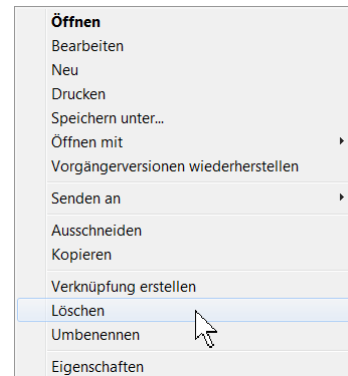 Öffnen
Bearbeiten
Neu
Drucken
Speichern unter...
Öffnen mit
Vorgängerversionen wiederherstellen
Senden an
Ausschneiden
Kopieren
Verknüpfung erstellen
Löschen
Umbenennen
Eigenschaften